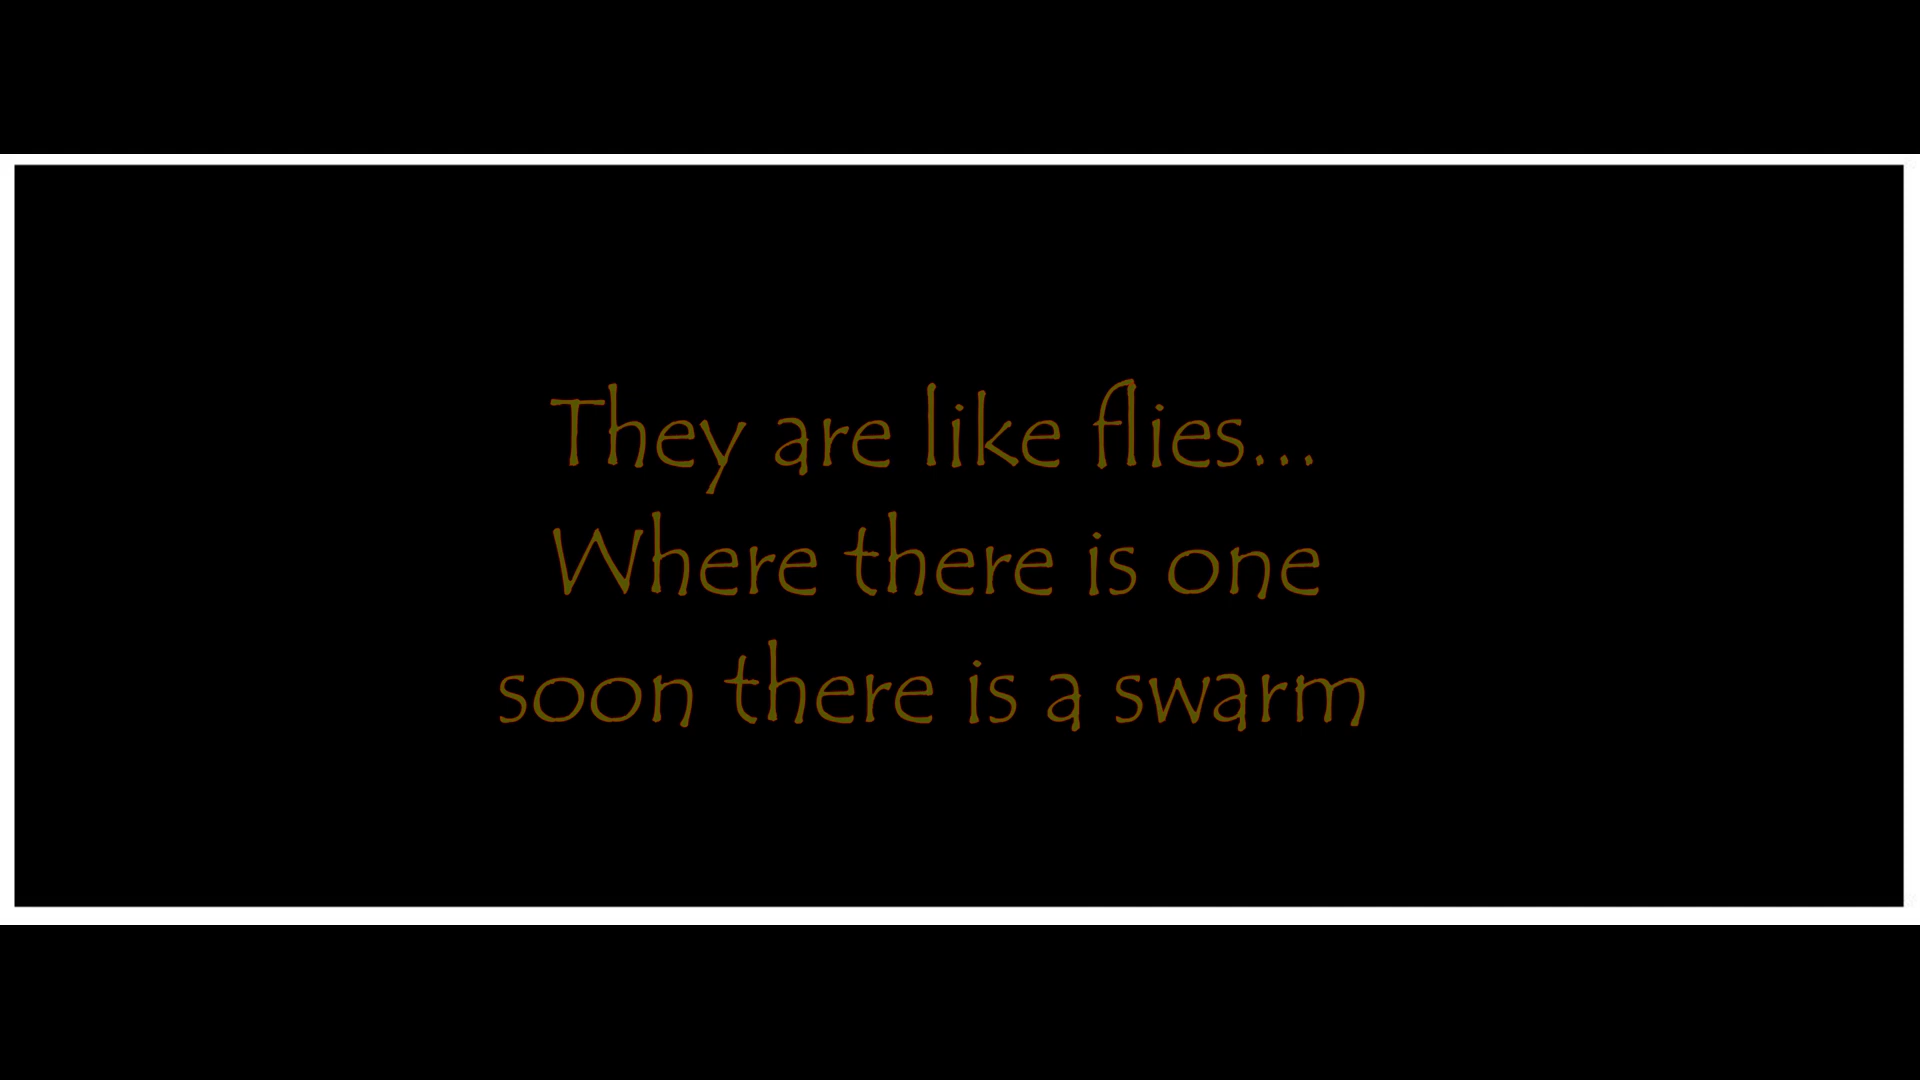 They are like flies...
Where there is one
soon there is a swarm